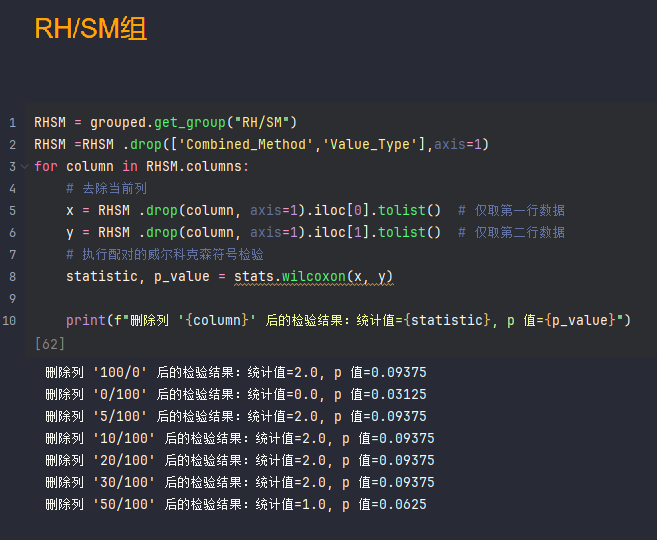 RH/SM组
1 RHSM = grouped.get_group("RH/SM")
2 RHSM =RHSM .drop(['Combined_Method','Value_Type'],axis=1)
3 for column in RHSM.columns:
4 # 去除当前列
5 x = RHSM .drop(column, axis=1).iloc[0].tolist() # 仅取第一行数据
6 y = RHSM .drop(column, axis=1).iloc[1].tolist() # 仅取第二行数据
7 # 执行配对的威尔科克森符号检验
8 statistic, p_value = stats.wilcoxon(x, y)
9
10 print(f"删除列 '{column}' 后的检验结果: 统计值={statistic}, p 值={p_value}")
[62]
删除列 '100/0' 后的检验结果: 统计值=2.0, p 值=0.09375
删除列 '0/100' 后的检验结果: 统计值=0.0, p 值=0.03125
删除列 '5/100' 后的检验结果: 统计值=2.0, p 值=0.09375
删除列 '10/100' 后的检验结果: 统计值=2.0, p 值=0.09375
删除列 '20/100' 后的检验结果: 统计值=2.0, p 值=0.09375
删除列 '30/100' 后的检验结果: 统计值=2.0, p 值=0.09375
删除列 '50/100' 后的检验结果: 统计值=1.0, p 值=0.0625